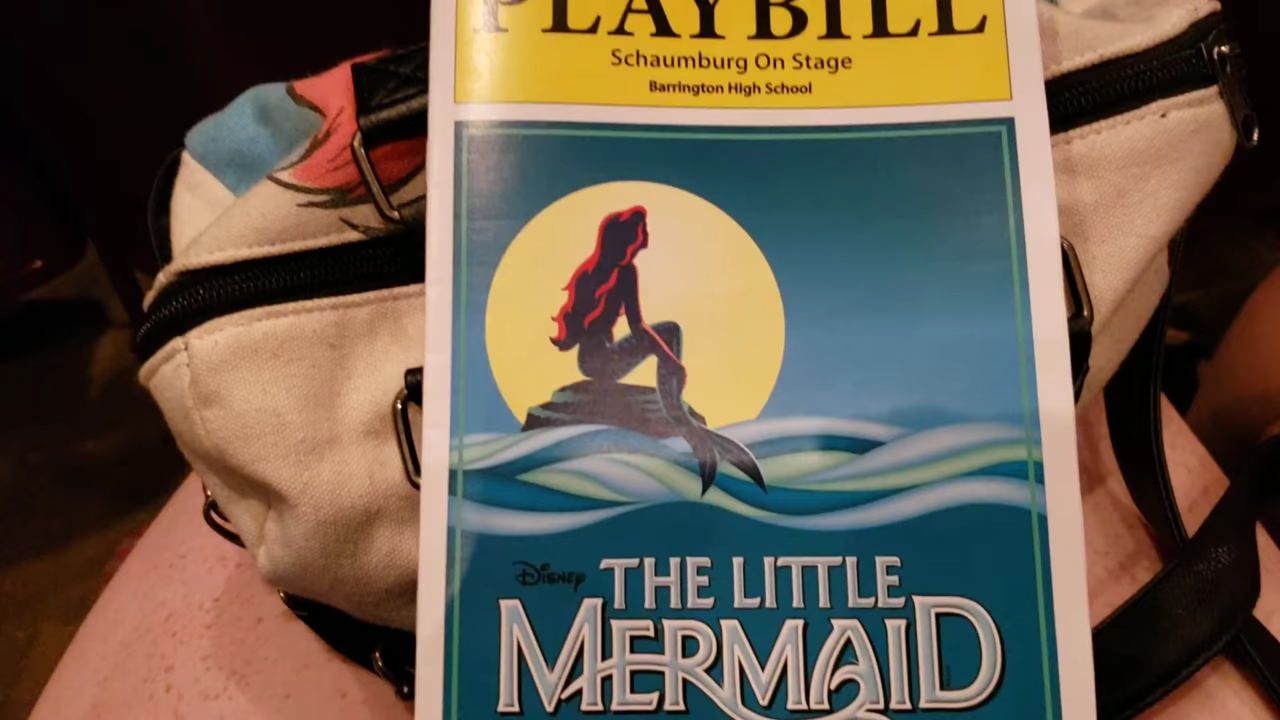 PLAYBILL
Schaumburg On Stage
Barrington High School
Disney
THE LITTLE
MERMAID